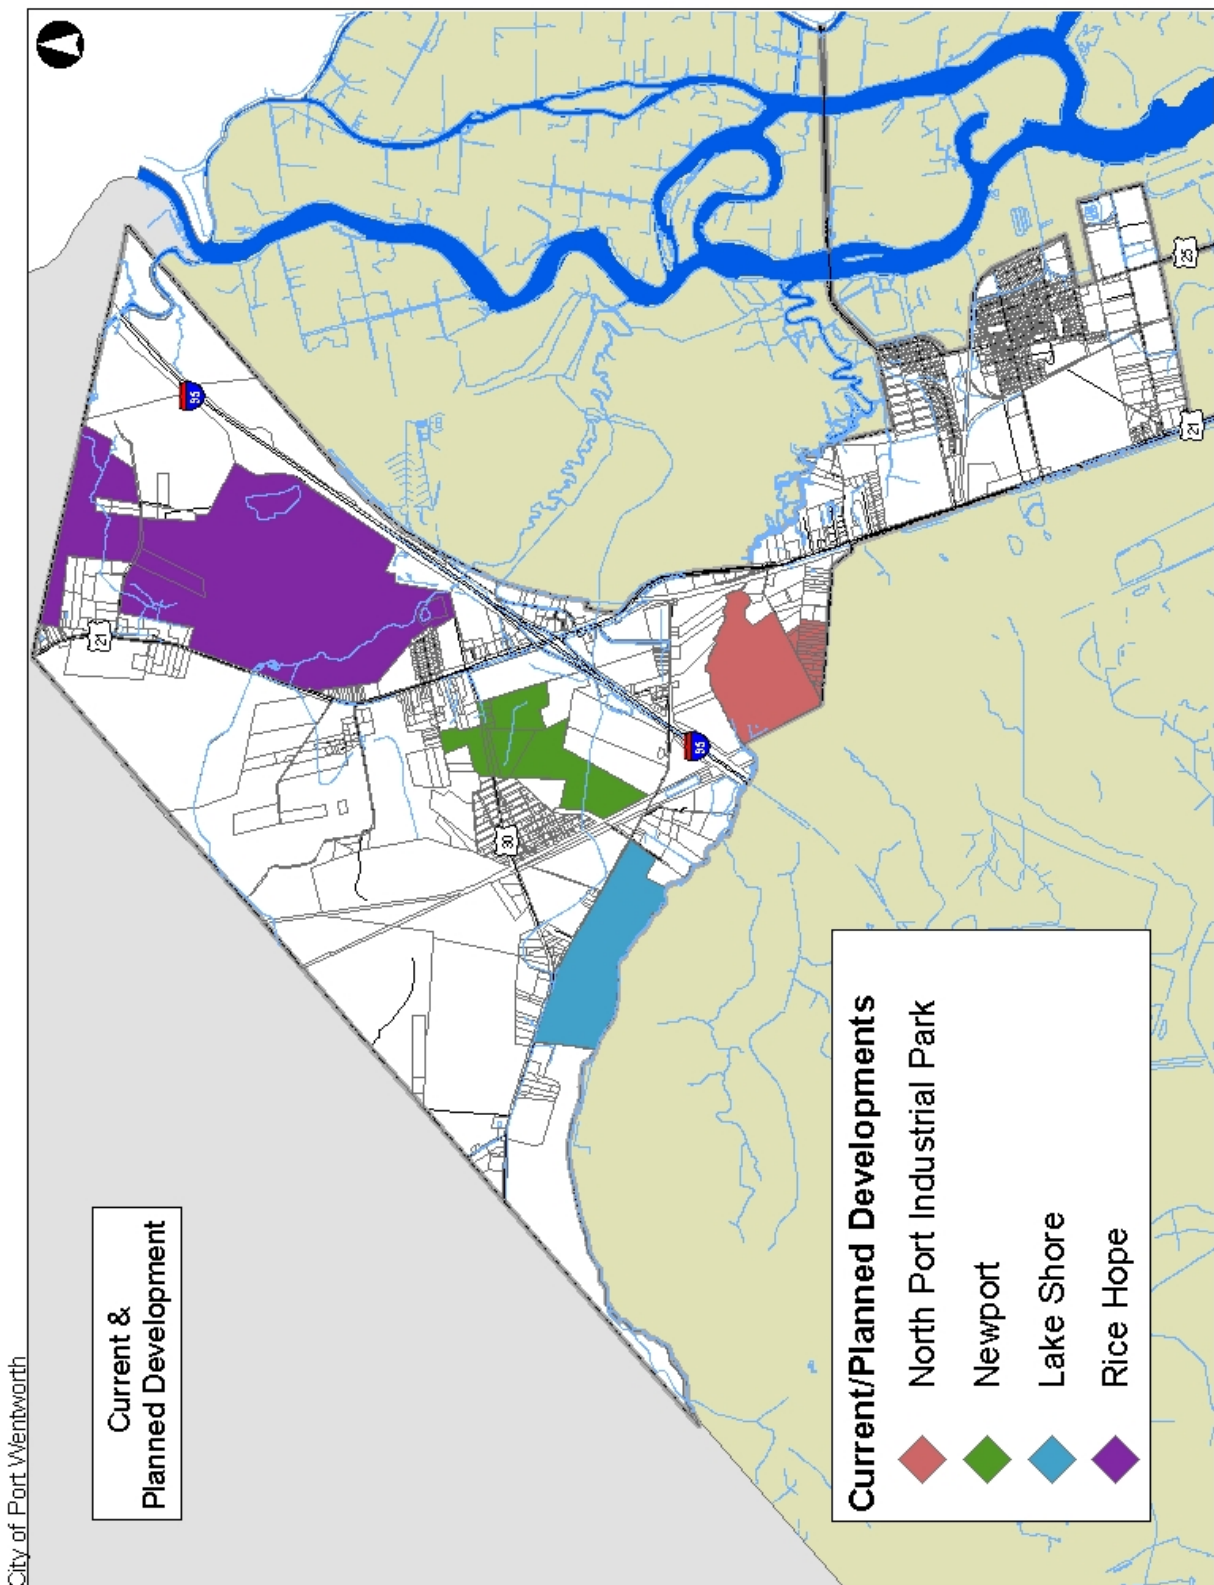 City of Port Wentworth
Current &
Planned Development
95
21
30
95
25
21
Current/Planned Developments
North Port Industrial Park
Newport
Lake Shore
Rice Hope